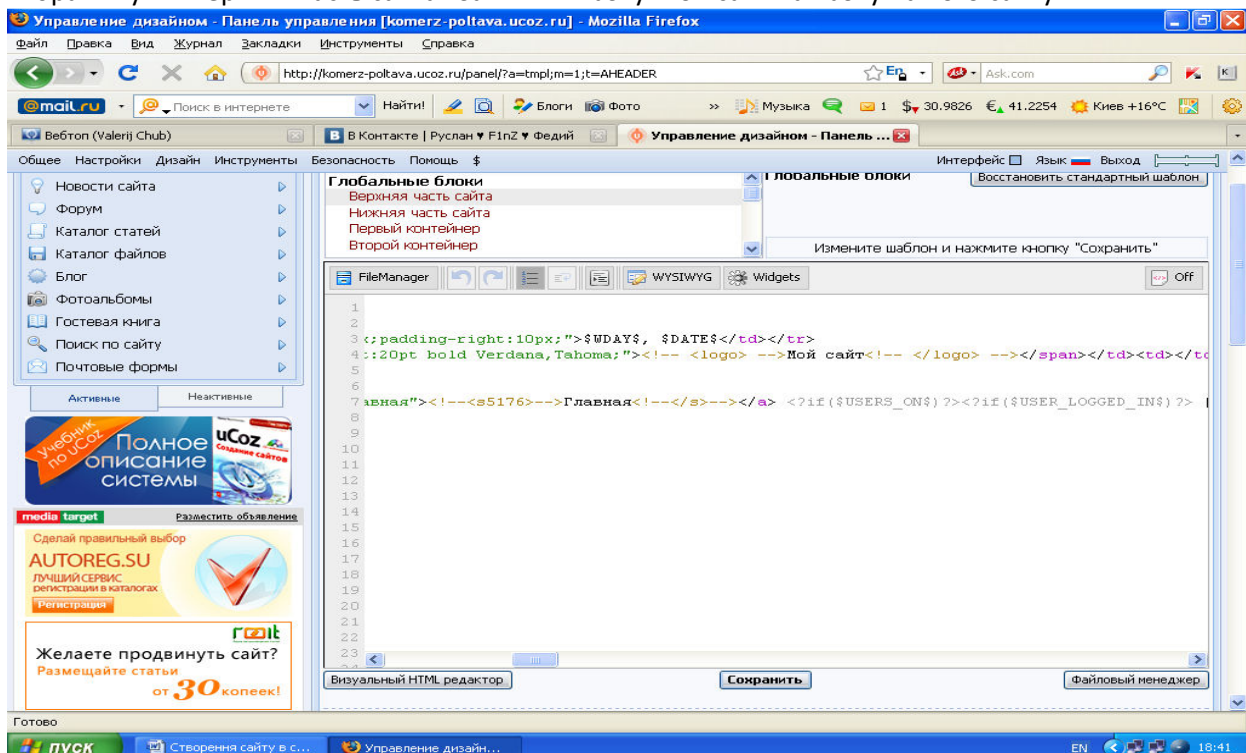 Управление дизайном - Панель управления [komerz-poltava.ucoz.ru] - Mozilla Firefox
Файл Правка Вид Журнал Закладки Инструменты Справка
http://komerz-poltava.ucoz.ru/panel/?a=tmpl;m=1;t=AHEADER
Ask.com
@mail.ru Поиск в интернете Найти! Блоги Фото » Музыка 1 $ 30.9826 € 41.2254 Киев +16°C
Вебтоп (Valerij Chub)
В В Контакте | Руслан ♥ F1nZ ♥ Федий
Управление дизайном - Панель ...
Общее Настройки Дизайн Инструменты Безопасность Помощь $ Интерфейс Язык Выход
Новости сайта
Форум
Каталог статей
Каталог файлов
Блог
Фотоальбомы
Гостевая книга
Поиск по сайту
Почтовые формы
Активные Неактивные
Учебник по uCoz
Полное описание системы
uCoz
Создание сайтов
media target Разместить объявление
Сделай правильный выбор
AUTOREG.SU
ЛУЧШИЙ СЕРВИС
регистрации в каталогах
Регистрация
rooit
Желаете продвинуть сайт?
Размещайте статьи
от 30 копеек!
Глобальные блоки
Верхняя часть сайта
Нижняя часть сайта
Первый контейнер
Второй контейнер
Глобальные блоки
Восстановить стандартный шаблон
Измените шаблон и нажмите кнопку "Сохранить"
FileManager WYSIWYG Widgets Off
1
2
3 x;padding-right:10px;">$WDAY$, $DATE$</td></tr>
4 t:20pt bold Verdana,Tahoma;"><!-- <logo> -->Мой сайт<!-- </logo> --></span></td><td></td
5
6
7 авная"><!--<s5176>-->Главная<!--</s>--></a> <?if($USERS_ON$)?><?if($USER_LOGGED_IN$)?> |
8
9
10
11
12
13
14
15
16
17
18
19
20
21
22
23
24
Визуальный HTML редактор Сохранить Файловый менеджер
Готово
пуск Створення сайту в с... Управление дизайн... EN 18:41